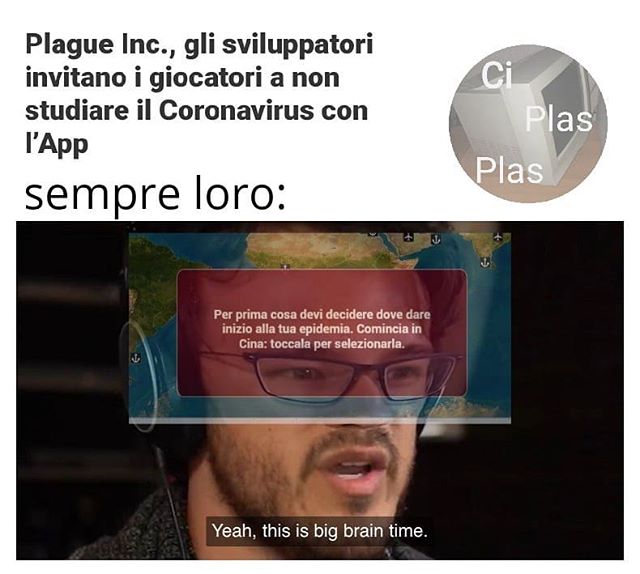 Plague Inc., gli sviluppatori
invitano i giocatori a non
studiare il Coronavirus con
l'App
Ci
Plas
Plas
sempre loro:
Per prima cosa devi decidere dove dare
inizio alla tua epidemia. Comincia in
Cina: toccala per selezionarla.
Yeah, this is big brain time.